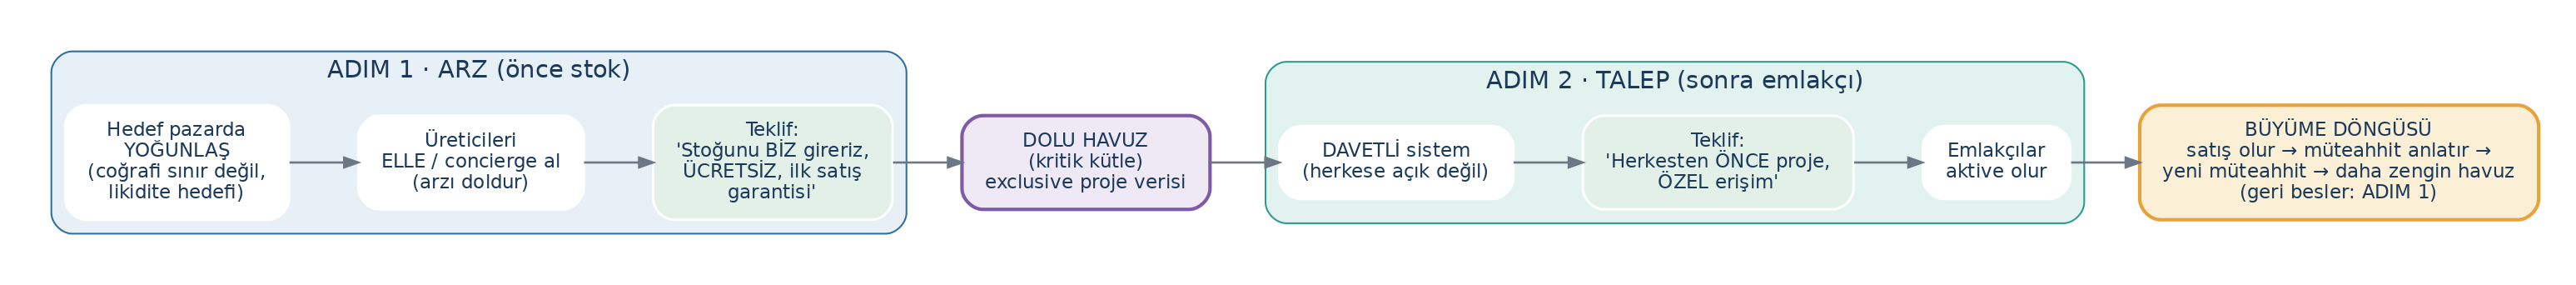 ADIM 1 · ARZ (önce stok)
Hedef pazarda
YOĞUNLAŞ
(coğrafi sınır değil,
likidite hedefi)
Üreticileri
ELLE / concierge al
(arzı doldur)
Teklif:
'Stoğunu BİZ gireriz,
ÜCRETSİZ, ilk satış
garantisi'
DOLU HAVUZ
(kritik kütle)
exclusive proje verisi
ADIM 2 · TALEP (sonra emlakçı)
DAVETLİ sistem
(herkese açık değil)
Teklif:
'Herkesten ÖNCE proje,
ÖZEL erişim'
Emlakçılar
aktive olur
BÜYÜME DÖNGÜSÜ
satış olur → müteahhit anlatır →
yeni müteahhit → daha zengin havuz
(geri besler: ADIM 1)